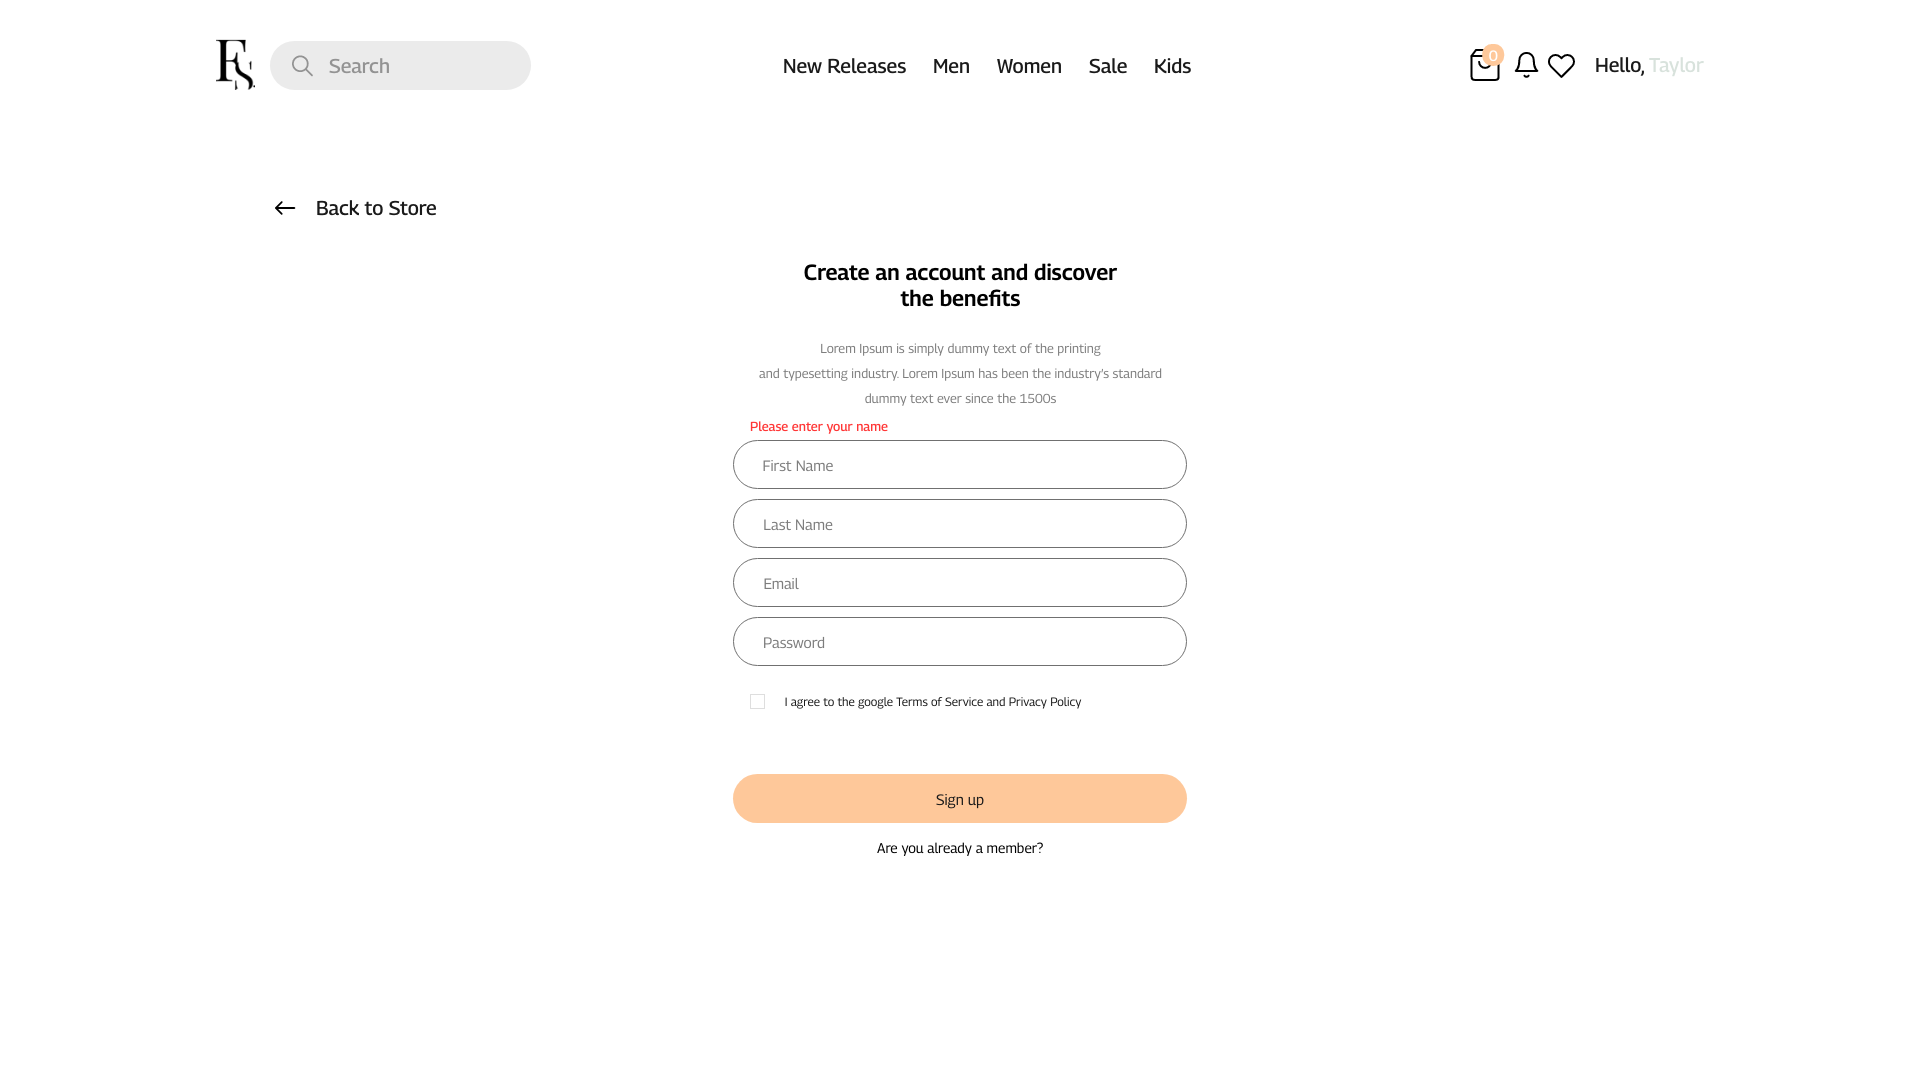 FS.
Search
New Releases
Men
Women
Sale
Kids
0
Hello, Taylor
Back to Store
Create an account and discover
the benefits
Lorem Ipsum is simply dummy text of the printing
and typesetting industry. Lorem Ipsum has been the industry's standard
dummy text ever since the 1500s
Please enter your name
First Name
Last Name
Email
Password
I agree to the google Terms of Service and Privacy Policy
Sign up
Are you already a member?